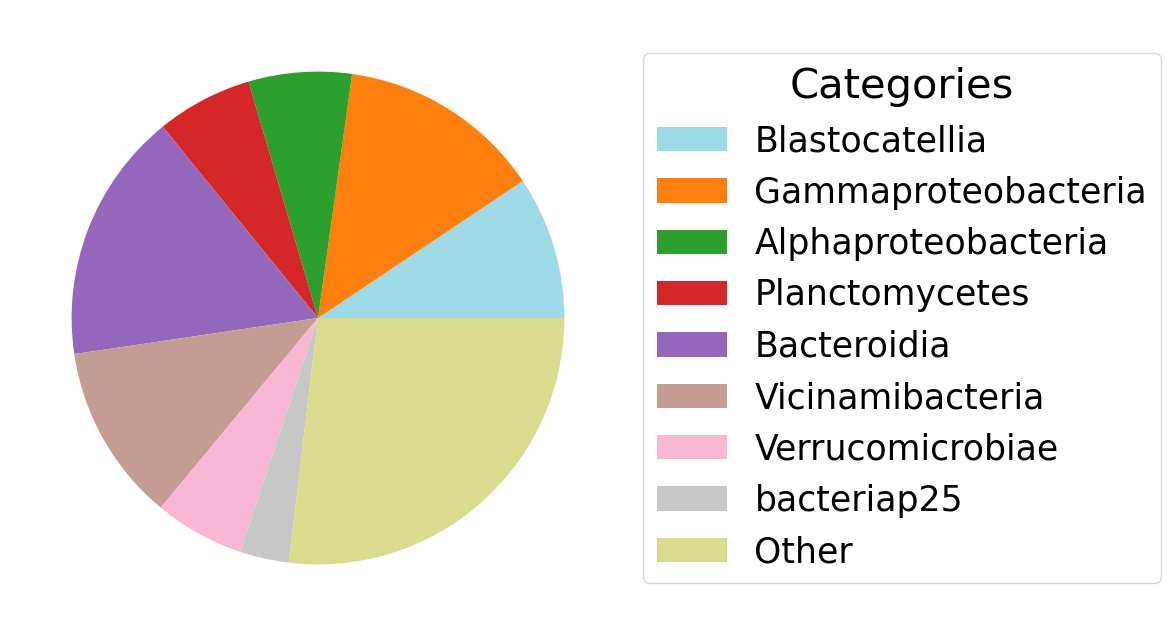 Categories
Blastocatellia
Gammaproteobacteria
Alphaproteobacteria
Planctomycetes
Bacteroidia
Vicinamibacteria
Verrucomicrobiae
bacteriap25
Other